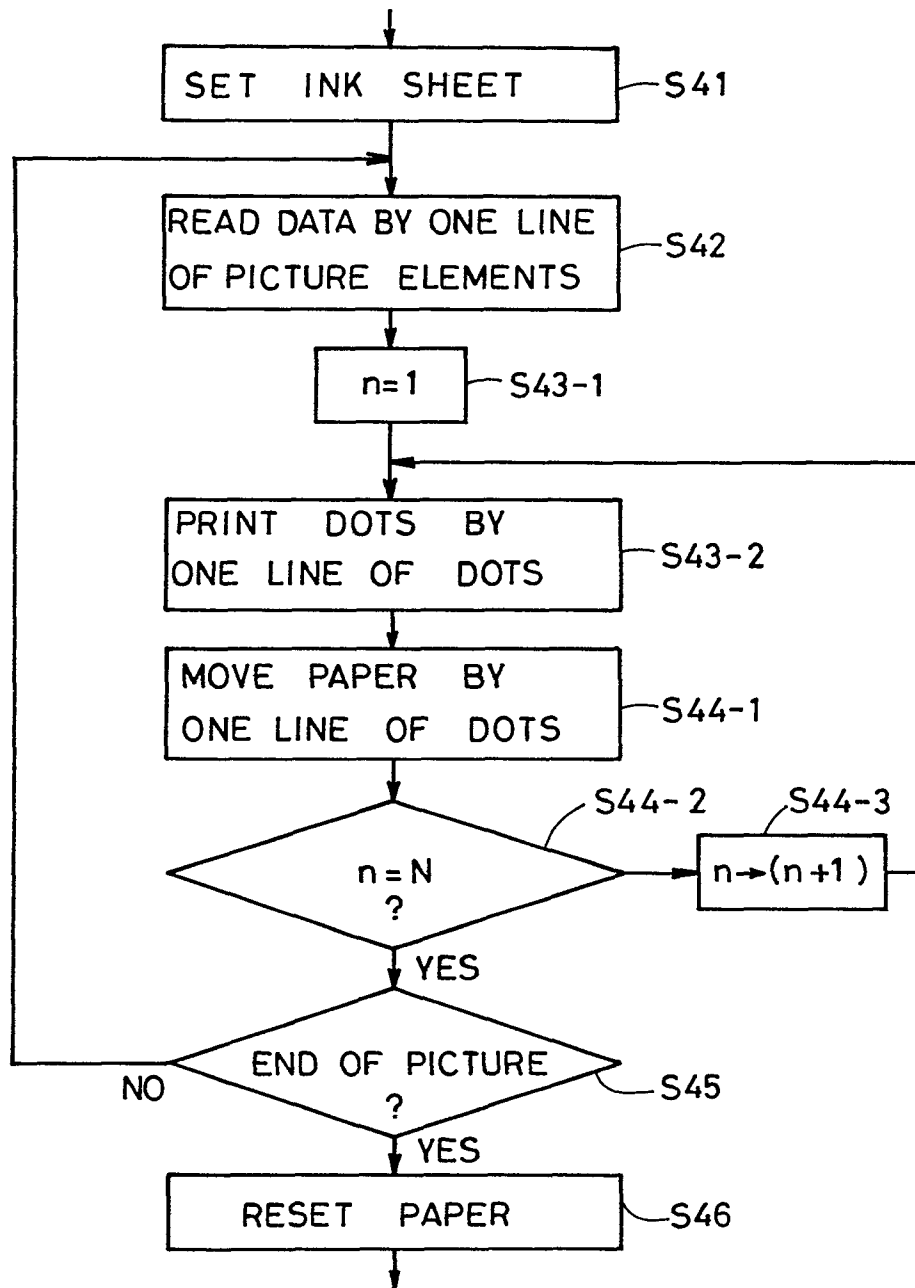 SET INK SHEET
S41
READ DATA BY ONE LINE
OF PICTURE ELEMENTS
S42
n=1
S43-1
PRINT DOTS BY
ONE LINE OF DOTS
S43-2
MOVE PAPER BY
ONE LINE OF DOTS
S44-1
n=N
?
S44-2
n→(n+1)
S44-3
YES
END OF PICTURE
?
S45
NO
YES
RESET PAPER
S46